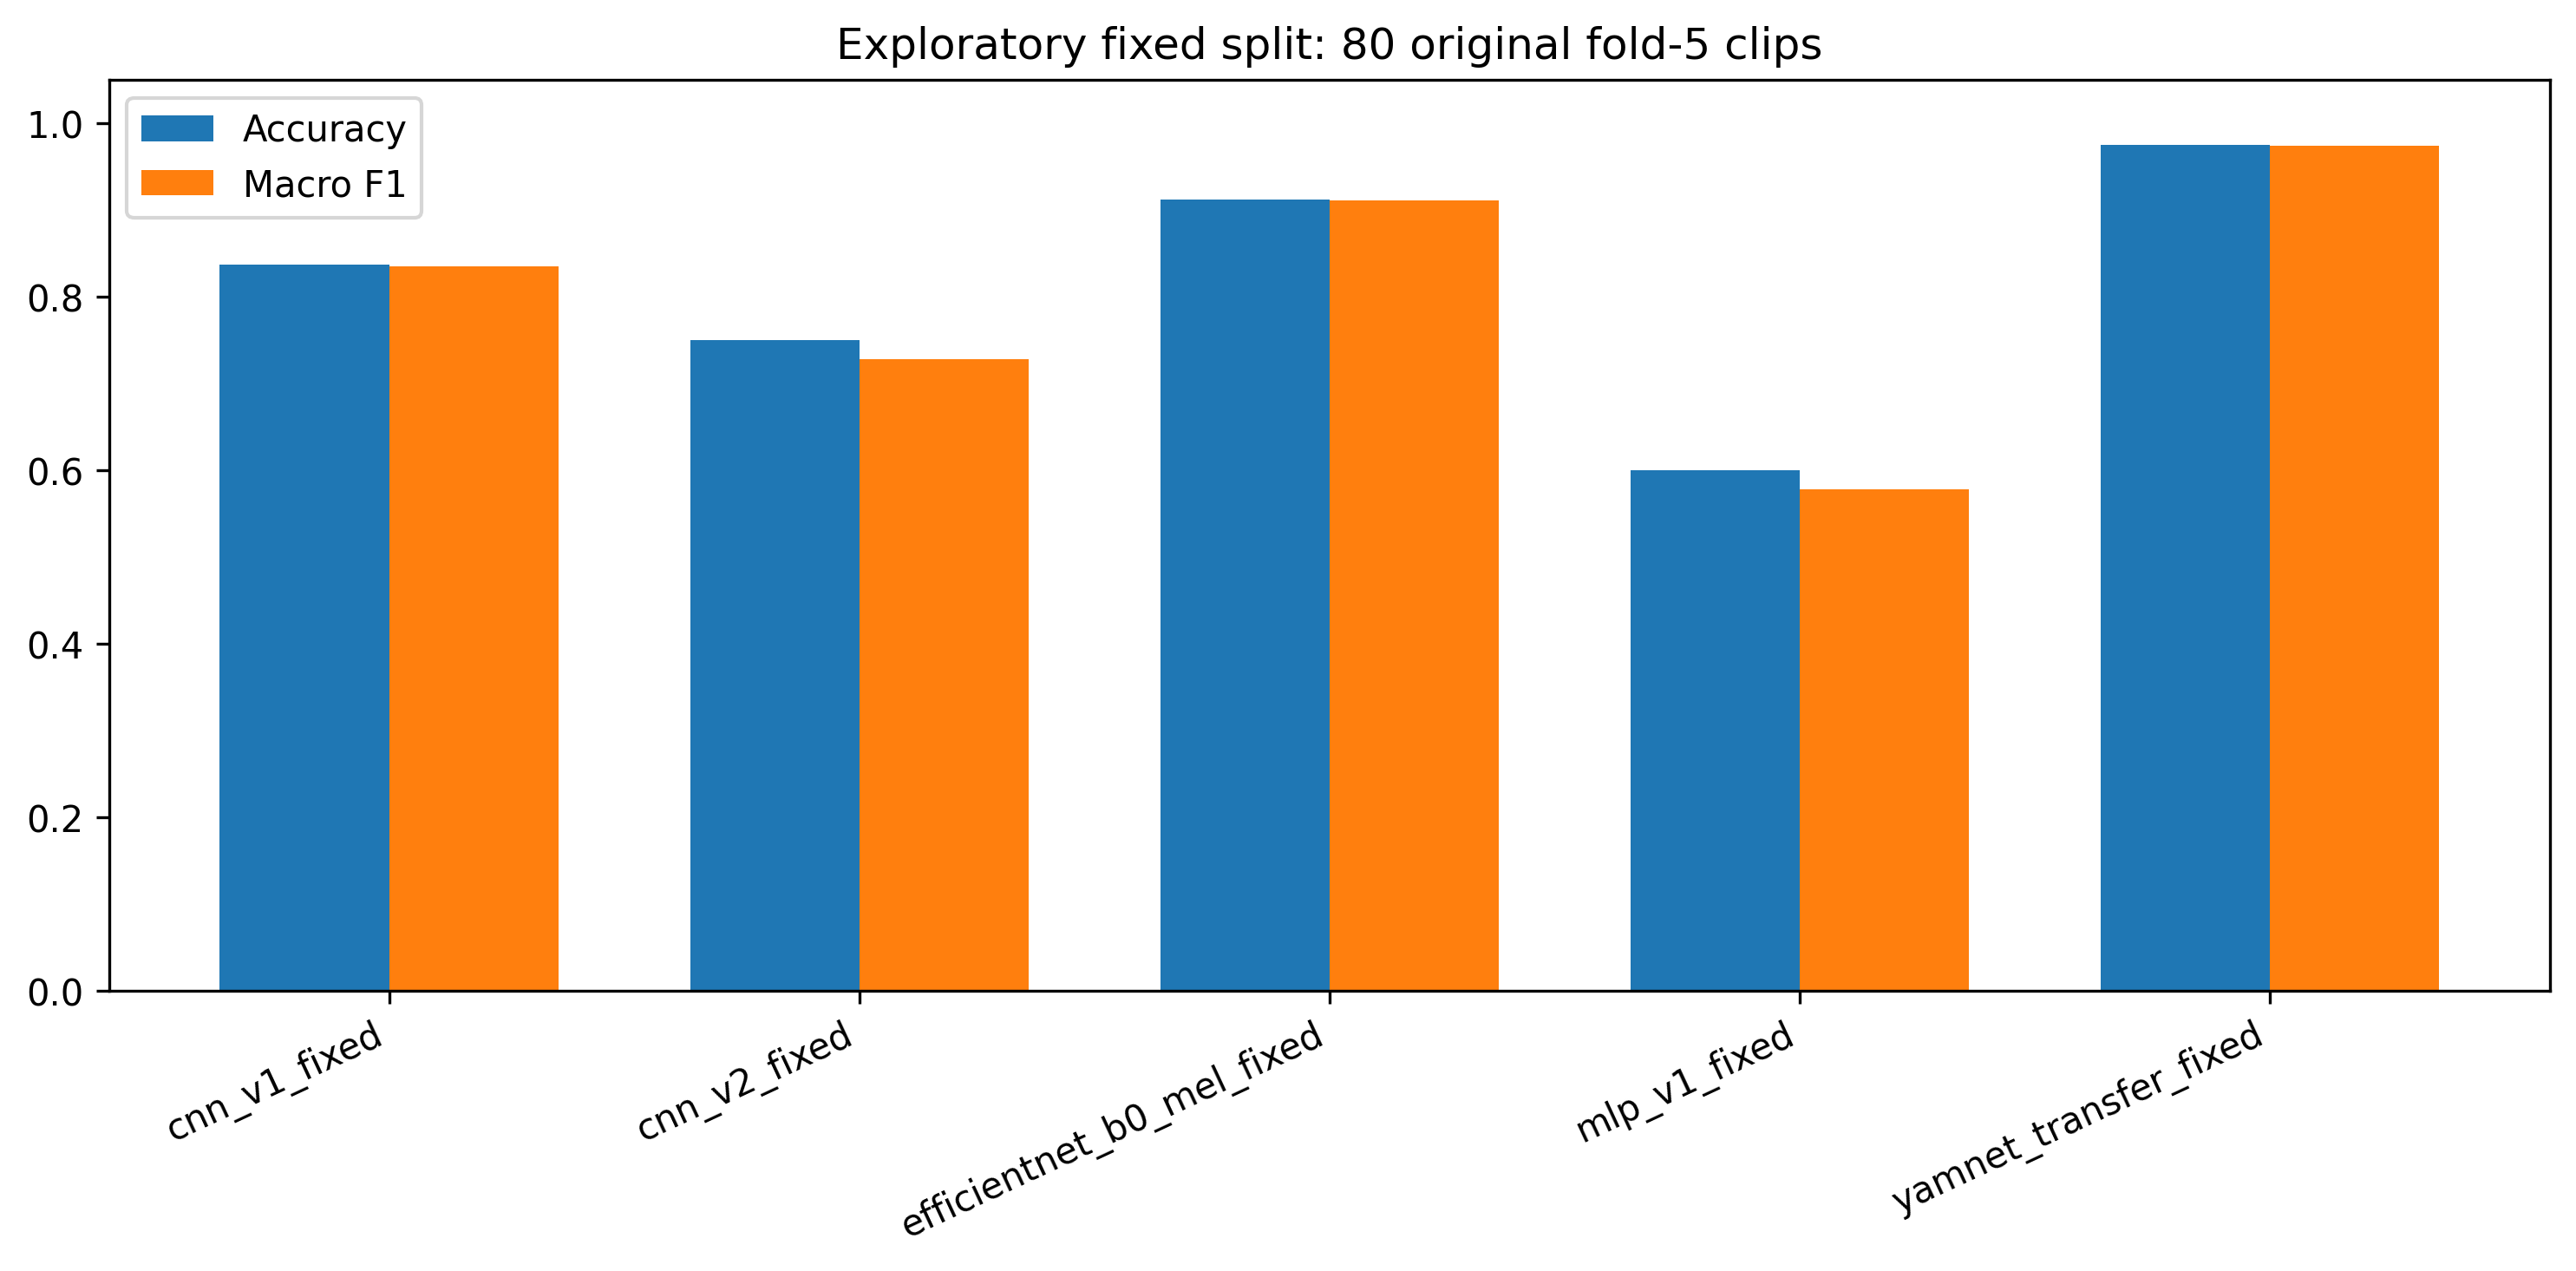 Exploratory fixed split: 80 original fold-5 clips
Accuracy
Macro F1
1.0
0.8
0.6
0.4
0.2
0.0
cnn_v1_fixed
cnn_v2_fixed
efficientnet_b0_mel_fixed
mlp_v1_fixed
yamnet_transfer_fixed